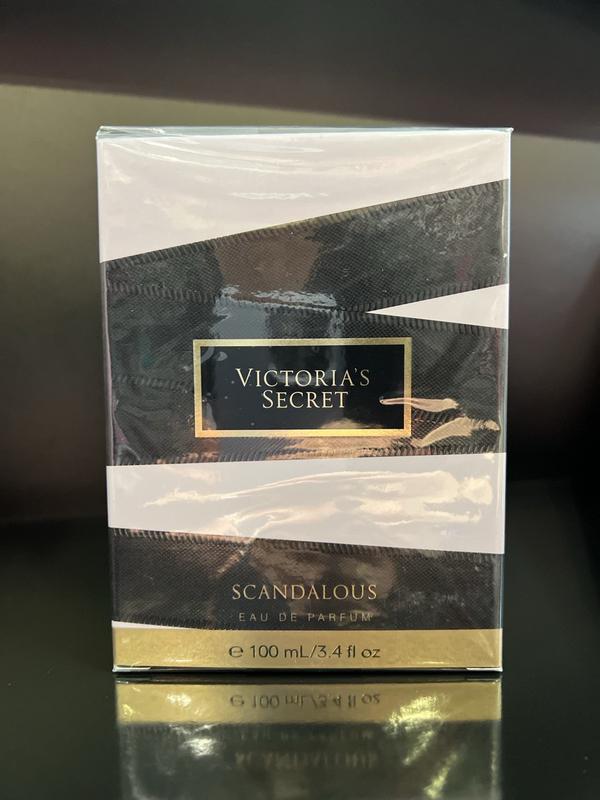 VICTORIA'S
SECRET
SCANDALOUS
EAU DE PARFUM
℮ 100 mL/3.4 fl oz